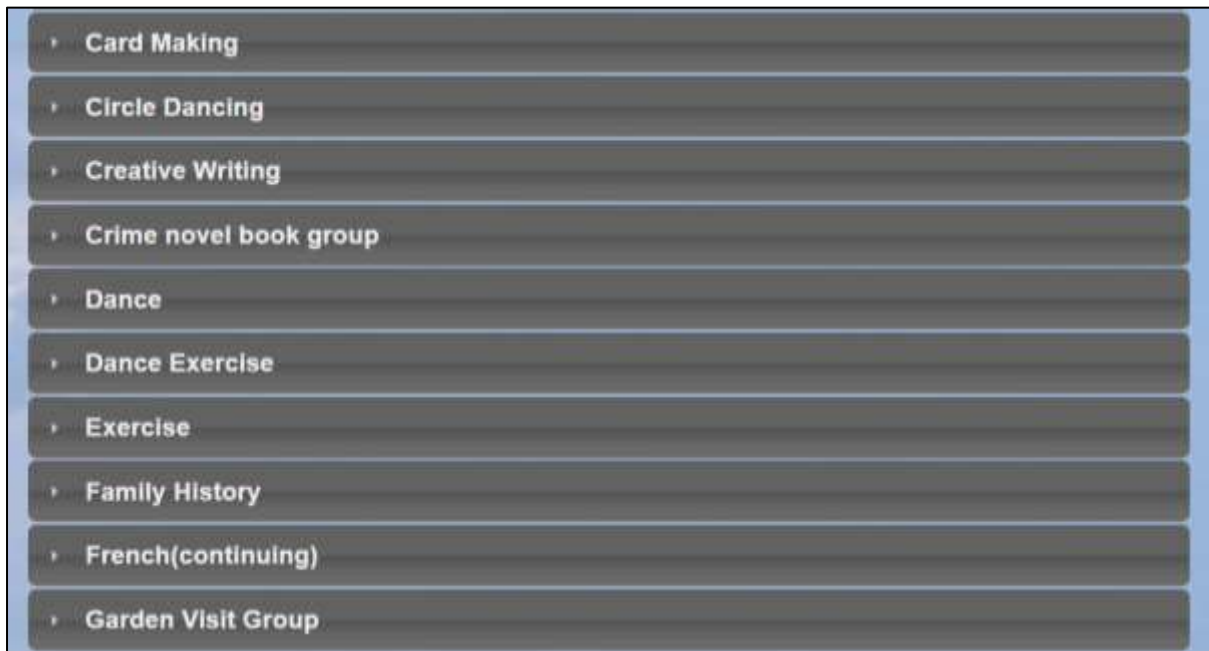 Card Making
Circle Dancing
Creative Writing
Crime novel book group
Dance
Dance Exercise
Exercise
Family History
French(continuing)
Garden Visit Group